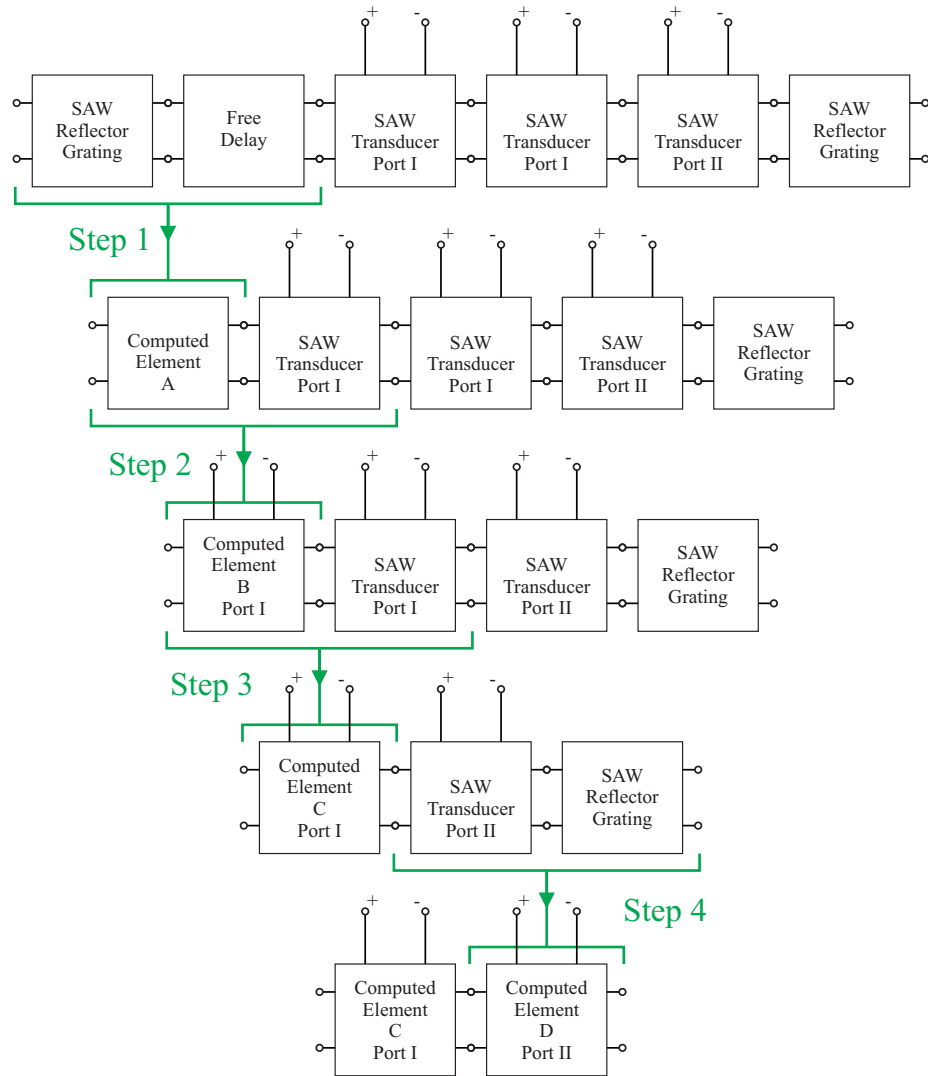 + - + - + -
SAW
Reflector
Grating
Free
Delay
SAW
Transducer
Port I
SAW
Transducer
Port I
SAW
Transducer
Port II
SAW
Reflector
Grating
Step 1
+ - + - + -
Computed
Element
A
SAW
Transducer
Port I
SAW
Transducer
Port I
SAW
Transducer
Port II
SAW
Reflector
Grating
Step 2
+ - + - + -
Computed
Element
B
Port I
SAW
Transducer
Port I
SAW
Transducer
Port II
SAW
Reflector
Grating
Step 3
+ - + -
Computed
Element
C
Port I
SAW
Transducer
Port II
SAW
Reflector
Grating
Step 4
+ - + -
Computed
Element
C
Port I
Computed
Element
D
Port II